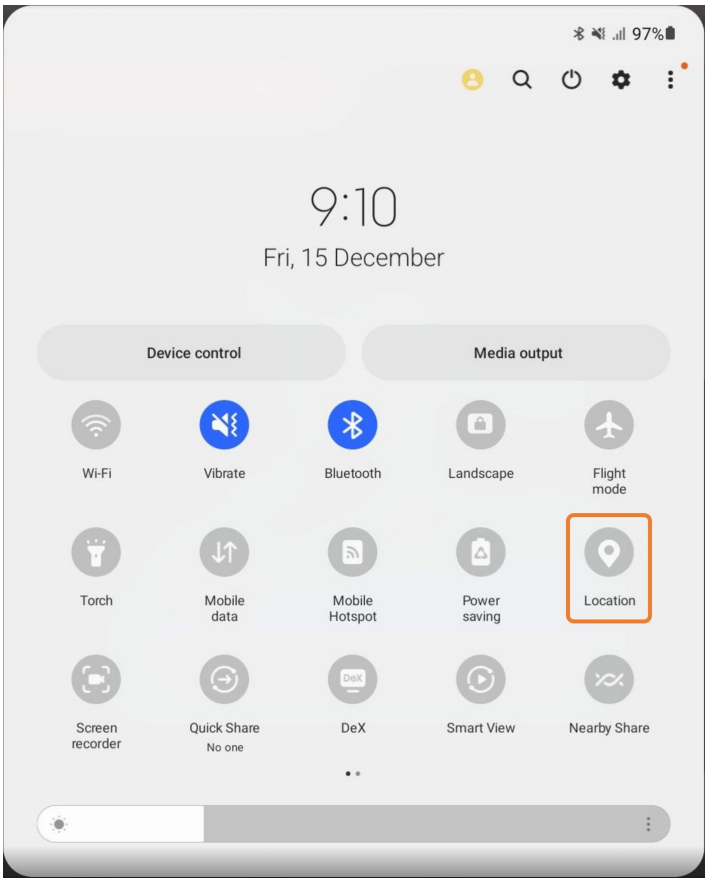 97%
9:10
Fri, 15 December
Device control
Media output
Wi-Fi
Vibrate
Bluetooth
Landscape
Flight
mode
Torch
Mobile
data
Mobile
Hotspot
Power
saving
Location
Screen
recorder
Quick Share
No one
DeX
DeX
Smart View
Nearby Share